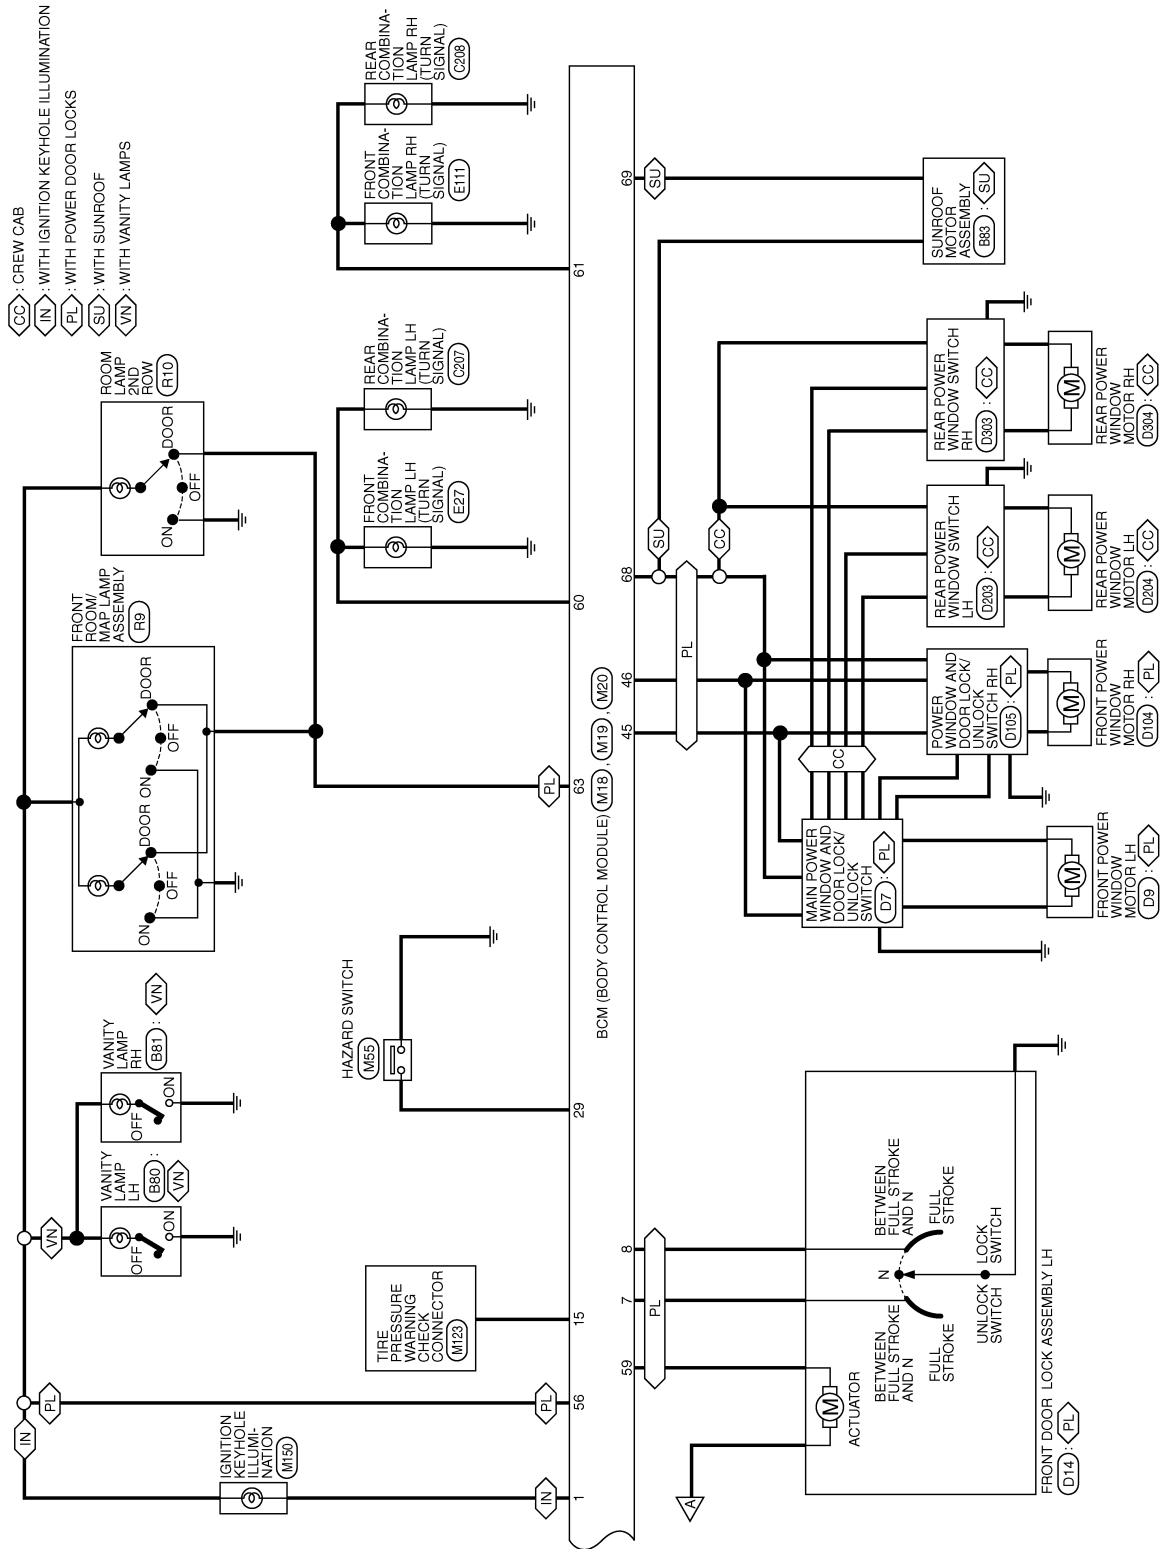 CC : CREW CAB
IN : WITH IGNITION KEYHOLE ILLUMINATION
PL : WITH POWER DOOR LOCKS
SU : WITH SUNROOF
VN : WITH VANITY LAMPS
IN
PL
VN
VANITY
LAMP
LH
B80 :
VN
OFF
ON
VANITY
LAMP
RH
B81 :
VN
OFF
ON
FRONT
ROOM/
MAP LAMP
ASSEMBLY
R9
ON
OFF
DOOR
ON
OFF
DOOR
ROOM
LAMP
2ND
ROW
R10
ON
OFF
DOOR
IGNITION
KEYHOLE
ILLUMI-
NATION
M150
TIRE
PRESSURE
WARNING
CHECK
CONNECTOR
M123
HAZARD SWITCH
M55
FRONT
COMBINA-
TION
LAMP LH
(TURN
SIGNAL)
E27
REAR
COMBINA-
TION
LAMP LH
(TURN
SIGNAL)
C207
FRONT
COMBINA-
TION
LAMP RH
(TURN
SIGNAL)
E111
REAR
COMBINA-
TION
LAMP RH
(TURN
SIGNAL)
C208
IN
PL
PL
1
56
15
29
63
60
61
BCM (BODY CONTROL MODULE) M18 , M19 , M20
59
7
8
45
46
68
69
PL
PL
SU
CC
SU
A
M
ACTUATOR
BETWEEN
FULL STROKE
AND N
FULL
STROKE
N
BETWEEN
FULL STROKE
AND N
FULL
STROKE
UNLOCK
SWITCH
LOCK
SWITCH
FRONT DOOR LOCK ASSEMBLY LH
D14 : PL
CC
MAIN POWER
WINDOW AND
DOOR LOCK/
UNLOCK
SWITCH
D7 : PL
POWER
WINDOW AND
DOOR LOCK/
UNLOCK
SWITCH RH
D105 : PL
REAR POWER
WINDOW SWITCH
LH
D203 : CC
REAR POWER
WINDOW SWITCH
RH
D303 : CC
SUNROOF
MOTOR
ASSEMBLY
B83 : SU
M
FRONT POWER
WINDOW
MOTOR LH
D9 : PL
M
FRONT POWER
WINDOW
MOTOR RH
D104 : PL
M
REAR POWER
WINDOW
MOTOR LH
D204 : CC
M
REAR POWER
WINDOW
MOTOR RH
D304 : CC